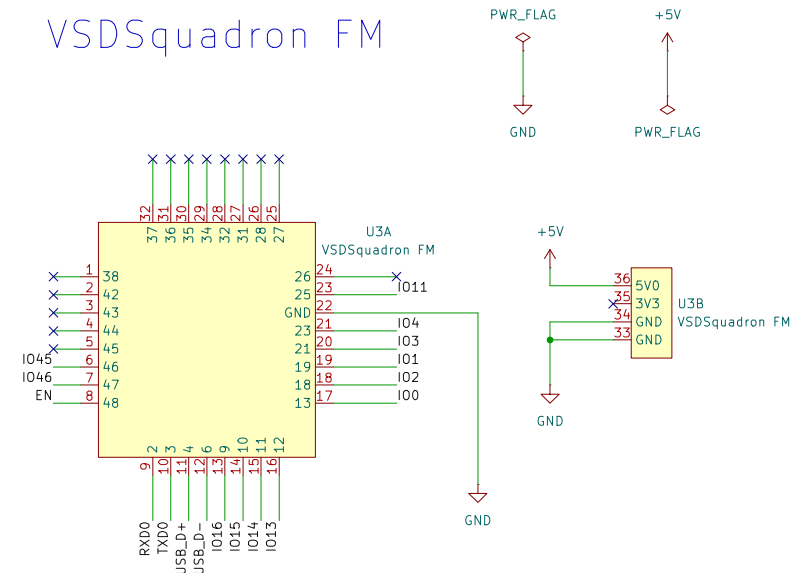 VSDSquadron FM
PWR_FLAG
+5V
GND
PWR_FLAG
32 31 30 29 28 27 26 25
37 36 35 34 32 31 28 27
U3A
VSDSquadron FM
1 38
2 42
3 43
4 44
5 45
IO45 6 46
IO46 7 47
EN 8 48
26 24
25 23 IO11
GND 22
23 21 IO4
21 20 IO3
19 19 IO1
18 18 IO2
13 17 IO0
2 3 4 6 9 10 11 12
9 10 11 12 13 14 15 16
RXD0 TXD0 USB_D+ USB_D- IO16 IO15 IO14 IO13
GND
+5V
36 5V0
35 3V3
34 GND
33 GND
U3B
VSDSquadron FM
GND